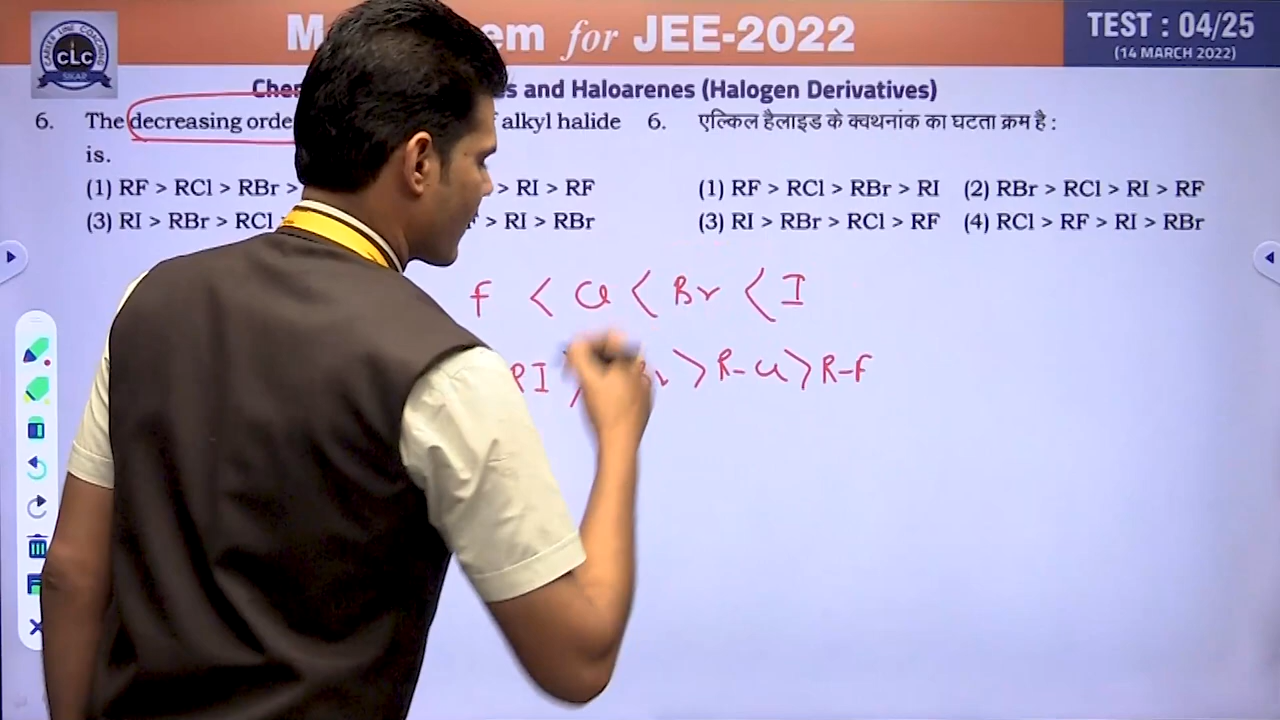 for JEE-2022
TEST : 04/25
(14 MARCH 2022)
CAREER LINE COACHING
CLC
SIKAR
and Haloarenes (Halogen Derivatives)
6. The decreasing alkyl halide
is.
(1) RF > RCl > RBr > > RI > RF
(3) RI > RBr > RCl > RI > RBr
6. एल्किल हैलाइड के क्वथनांक का घटता क्रम है :
(1) RF > RCl > RBr > RI (2) RBr > RCl > RI > RF
(3) RI > RBr > RCl > RF (4) RCl > RF > RI > RBr
F < Cl < Br < I
RI > > R-Cl > R-F